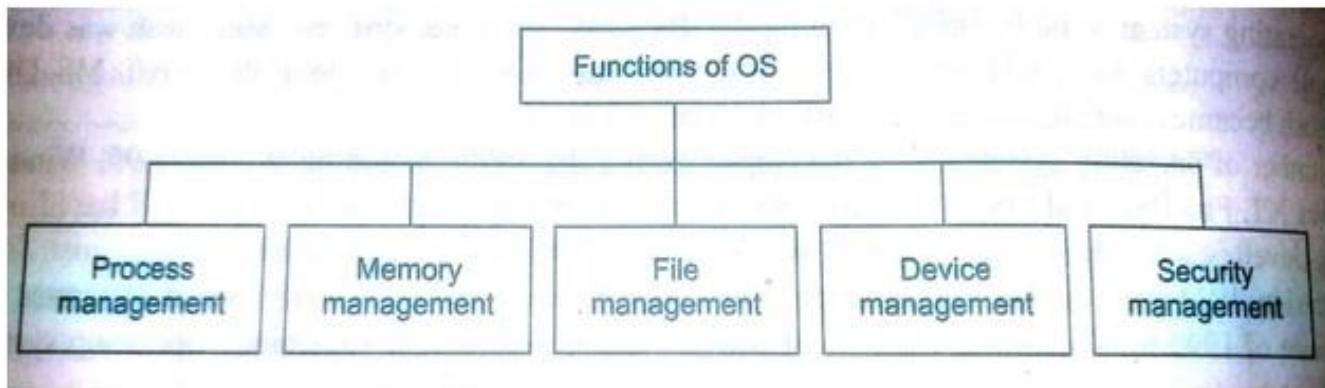 Functions of OS
Process
management
Memory
management
File
management
Device
management
Security
management